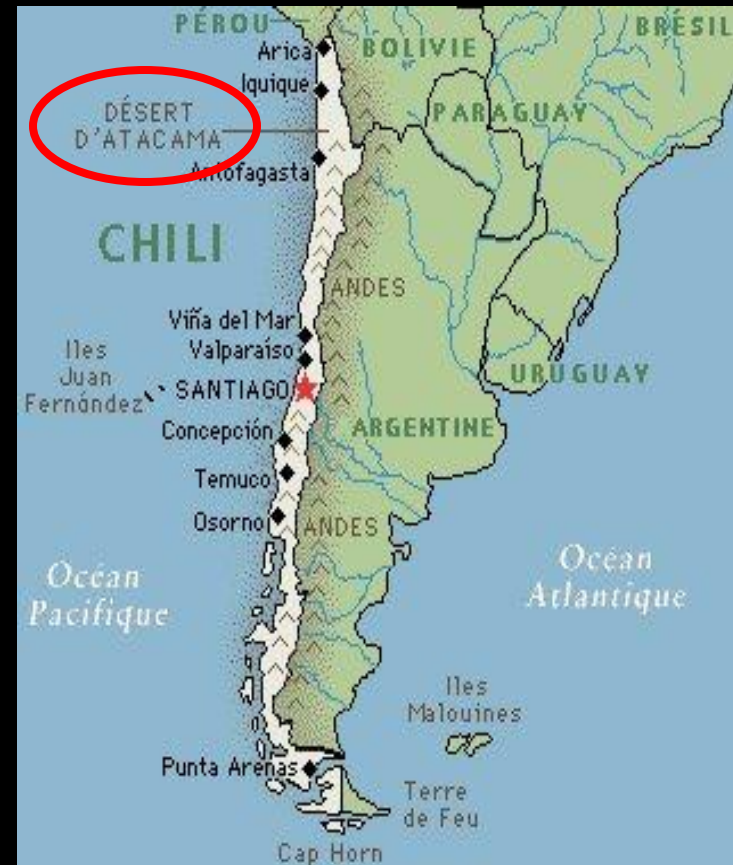 PÉROU
BRÉSIL
Arica
BOLIVIE
Iquique
DÉSERT
D'ATACAMA
PARAGUAY
Antofagasta
CHILI
ANDES
Viña del Mar
Iles
Juan
Fernández
Valparaíso
SANTIAGO
URUGUAY
Concepción
ARGENTINE
Temuco
Osorno
ANDES
Océan
Pacifique
Océan
Atlantique
Iles
Malouines
Punta Arenas
Terre
de Feu
Cap Horn